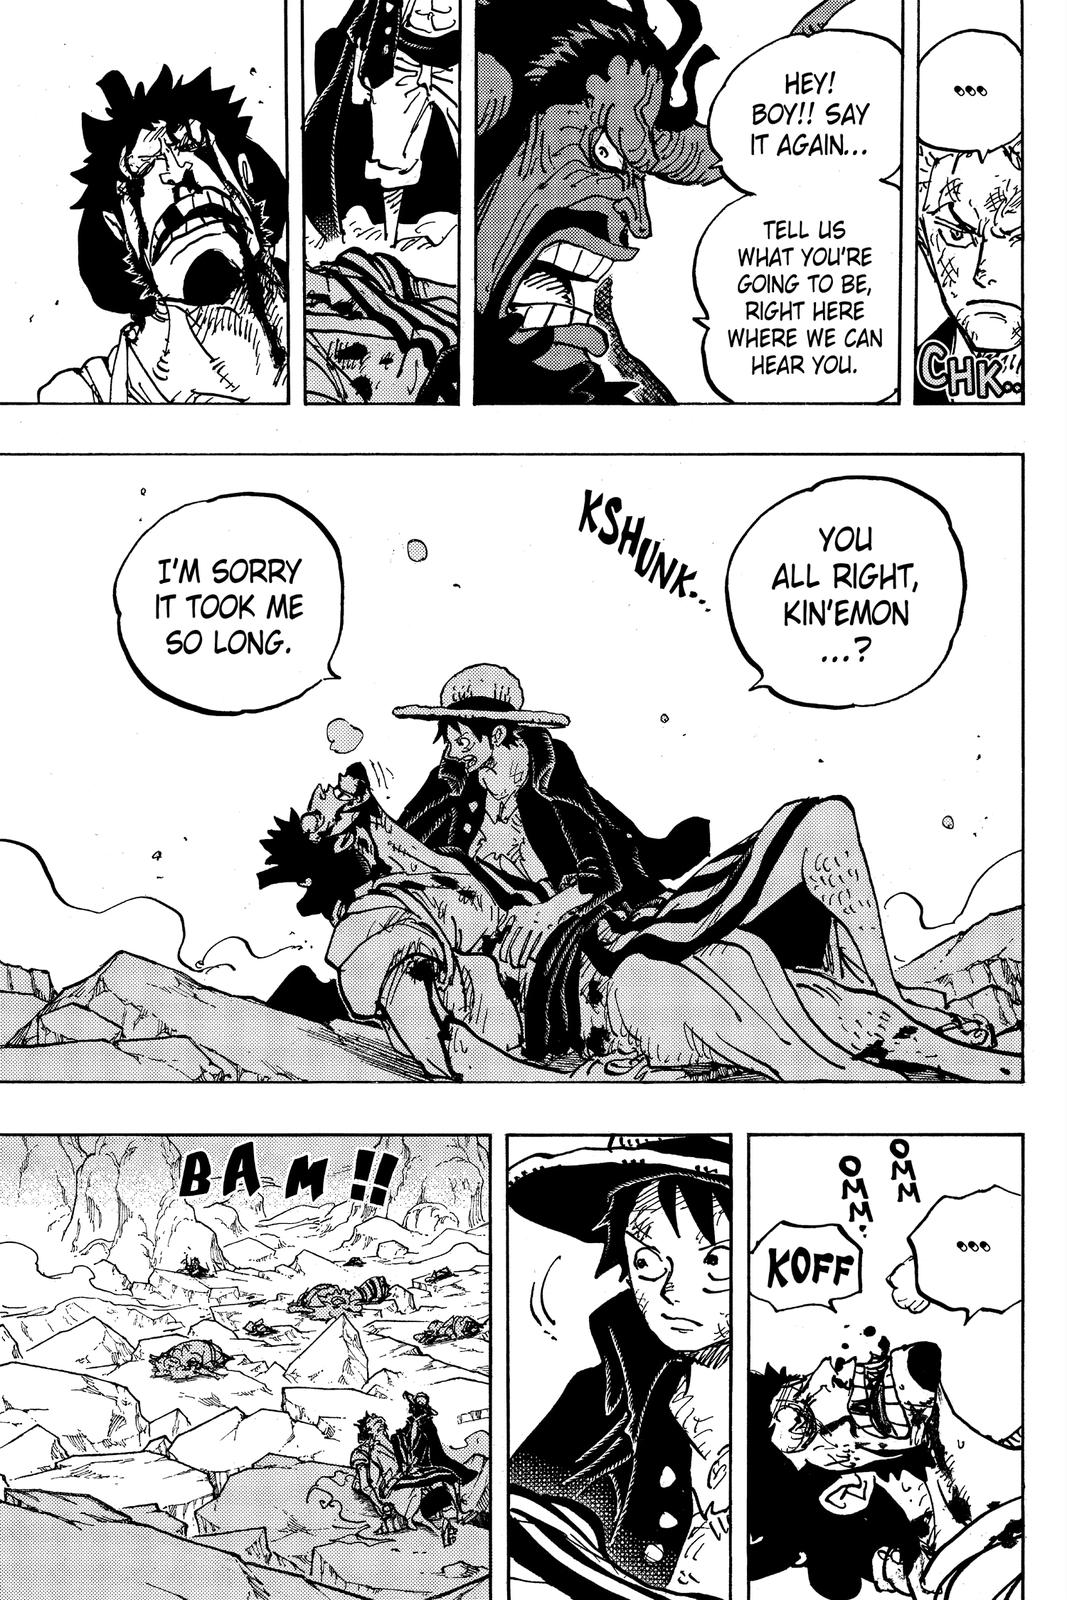 ...
CHK...
HEY!
BOY!! SAY
IT AGAIN...
TELL US
WHAT YOU'RE
GOING TO BE,
RIGHT HERE
WHERE WE CAN
HEAR YOU.
YOU
ALL RIGHT,
KIN'EMON
...?
KSHUNK...
I'M SORRY
IT TOOK ME
SO LONG.
OMM
OMM.
...
KOFF
BAM!!